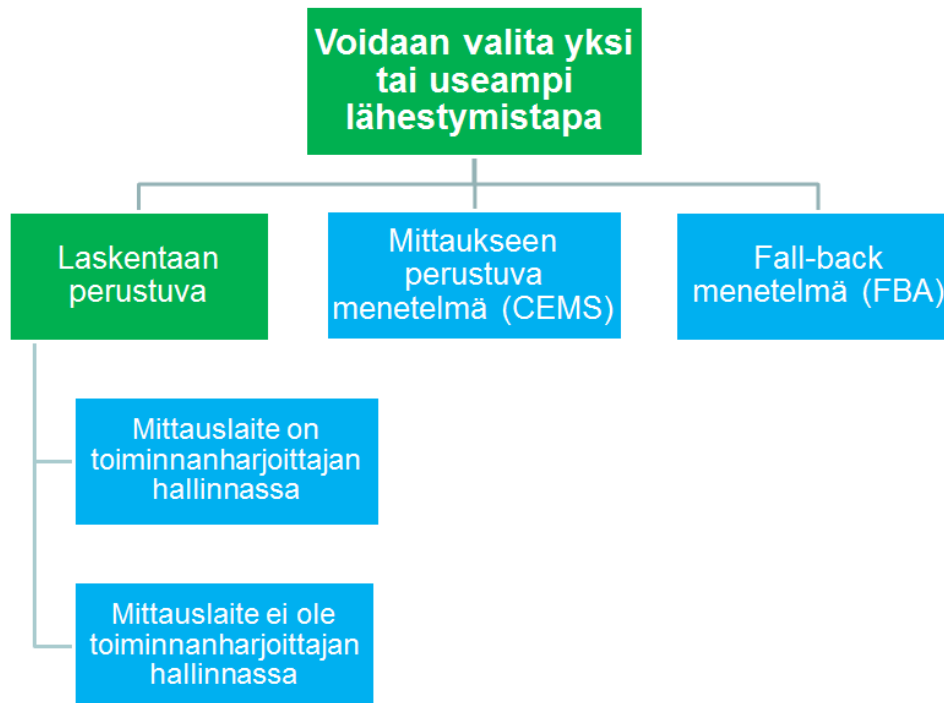 Voidaan valita yksi
tai useampi
lähestymistapa
Laskentaan
perustuva
Mittaukseen
perustuva
menetelmä (CEMS)
Fall-back
menetelmä (FBA)
Mittauslaite on
toiminnanharjoittajan
hallinnassa
Mittauslaite ei ole
toiminnanharjoittajan
hallinnassa